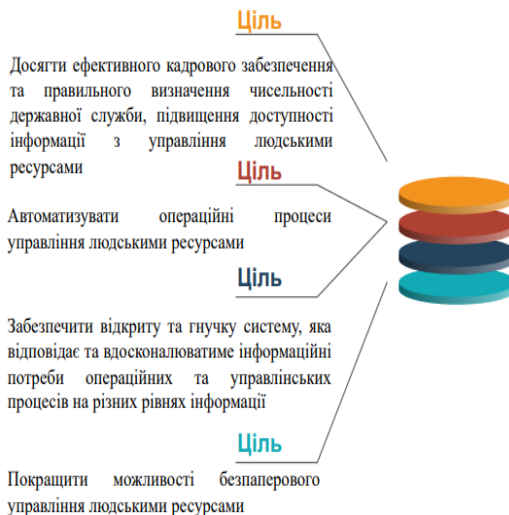 Ціль
Досягти ефективного кадрового забезпечення
та правильного визначення чисельності
державної служби, підвищення доступності
інформації з управління людськими
ресурсами
Ціль
Автоматизувати операційні процеси
управління людськими ресурсами
Ціль
Забезпечити відкриту та гнучку систему, яка
відповідає та вдосконалюватиме інформаційні
потреби операційних та управлінських
процесів на різних рівнях інформації
Ціль
Покращити можливості безпаперового
управління людськими ресурсами